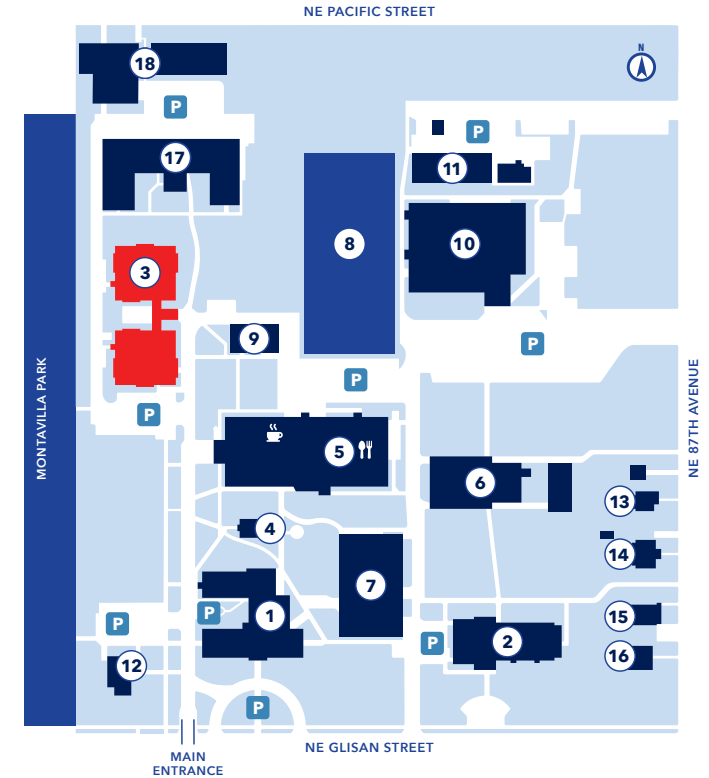 NE PACIFIC STREET
N
18
P
P
17
11
8
10
3
9
P
P
P
MONTAVILLA PARK
NE 87TH AVENUE
5
6
13
4
14
7
P
1
P
15
2
P
12
16
P
MAIN
ENTRANCE
NE GLISAN STREET